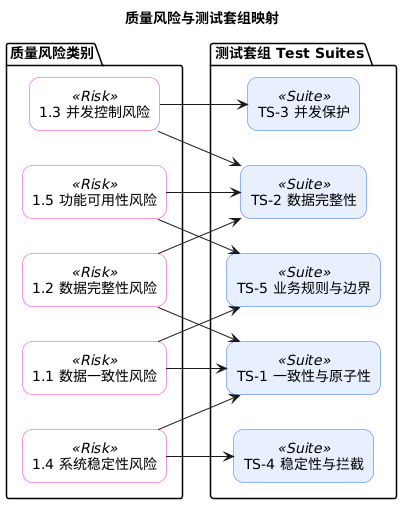 质量风险与测试套组映射
质量风险类别
«Risk»
1.3 并发控制风险
«Risk»
1.5 功能可用性风险
«Risk»
1.2 数据完整性风险
«Risk»
1.1 数据一致性风险
«Risk»
1.4 系统稳定性风险
测试套组 Test Suites
«Suite»
TS-3 并发保护
«Suite»
TS-2 数据完整性
«Suite»
TS-5 业务规则与边界
«Suite»
TS-1 一致性与原子性
«Suite»
TS-4 稳定性与拦截